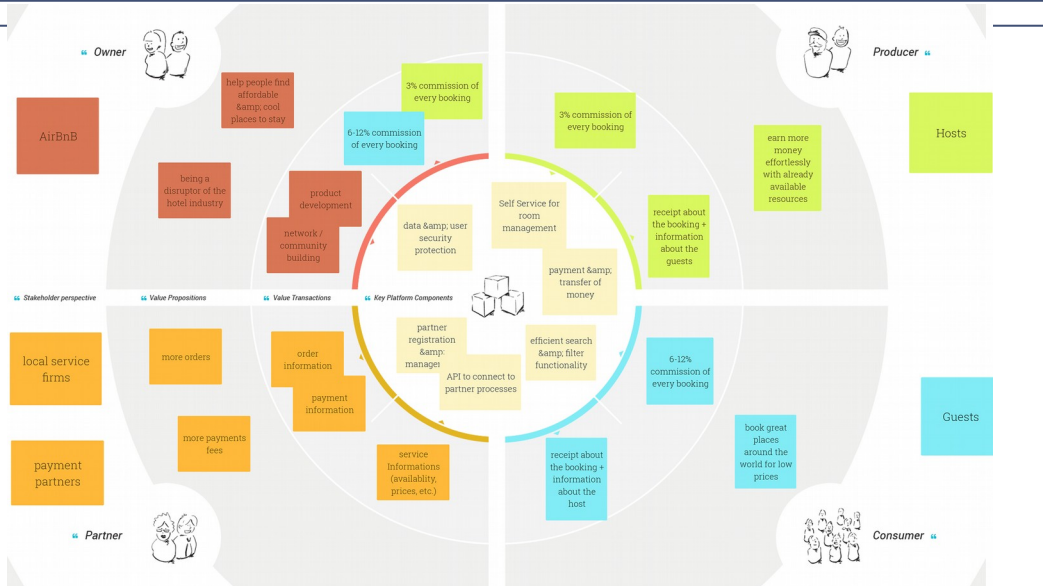 Owner
AirBnB
help people find
affordable
&amp; cool
places to stay
being a
disruptor of the
hotel industry
product
development
network /
community
building
3% commission of
every booking
6-12% commission
of every booking
data &amp; user
security
protection
Producer
Hosts
3% commission of
every booking
earn more
money
effortlessly
with already
available
resources
receipt about
the booking +
information
about the
guests
Self Service for
room
management
payment &amp;
transfer of
money
Stakeholder perspective
Value Propositions
Value Transactions
Key Platform Components
local service
firms
payment
partners
more orders
more payments
fees
order
information
payment
information
service
Informations
(availablity,
prices, etc.)
partner
registration
&amp;
API to connect to
partner processes
Partner
efficient search
&amp; filter
functionality
6-12%
commission of
every booking
receipt about
the booking +
information
about the
host
book great
places
around the
world for low
prices
Guests
Consumer